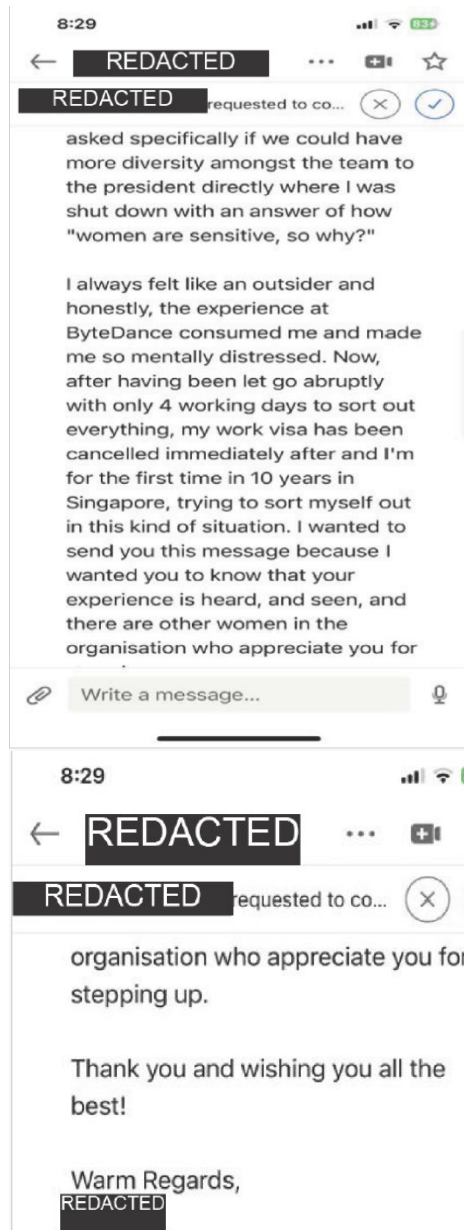 8:29
83
REDACTED
REDACTED requested to co...
asked specifically if we could have
more diversity amongst the team to
the president directly where I was
shut down with an answer of how
"women are sensitive, so why?"
I always felt like an outsider and
honestly, the experience at
ByteDance consumed me and made
me so mentally distressed. Now,
after having been let go abruptly
with only 4 working days to sort out
everything, my work visa has been
cancelled immediately after and I'm
for the first time in 10 years in
Singapore, trying to sort myself out
in this kind of situation. I wanted to
send you this message because I
wanted you to know that your
experience is heard, and seen, and
there are other women in the
organisation who appreciate you for
Write a message...
8:29
REDACTED
REDACTED requested to co...
organisation who appreciate you for
stepping up.
Thank you and wishing you all the
best!
Warm Regards,
REDACTED